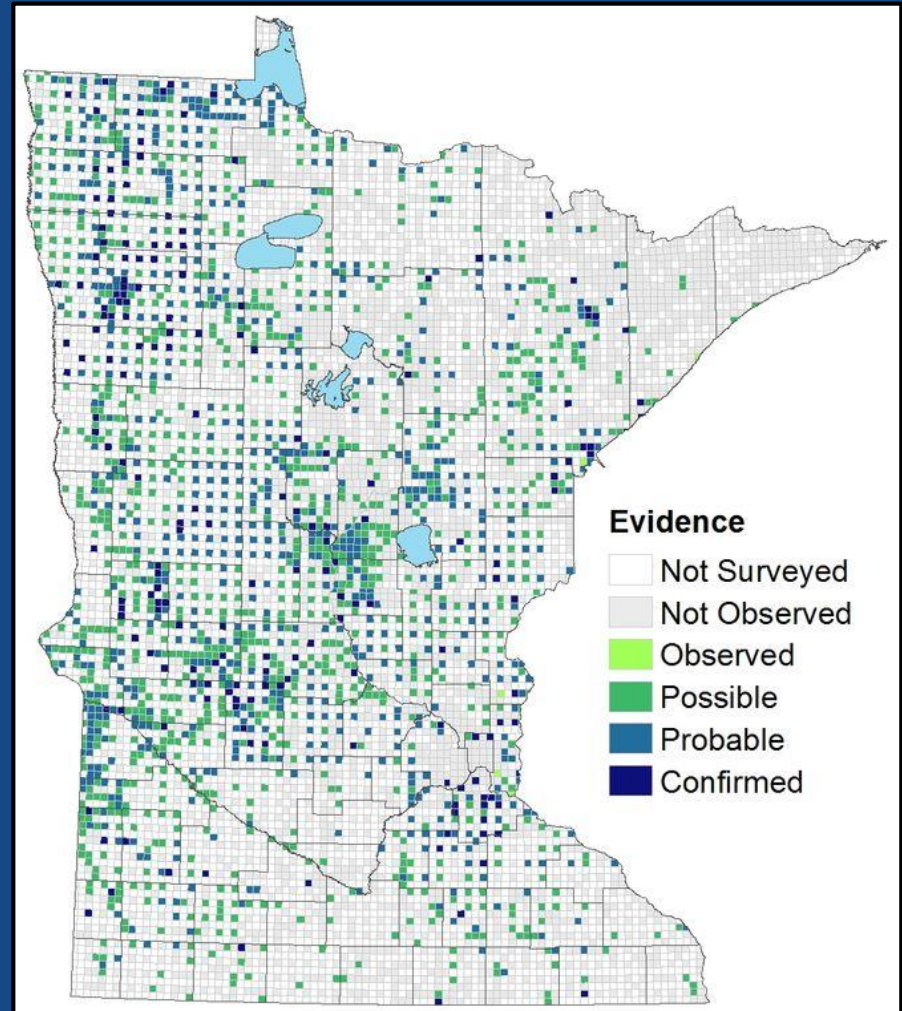 Evidence
Not Surveyed
Not Observed
Observed
Possible
Probable
Confirmed